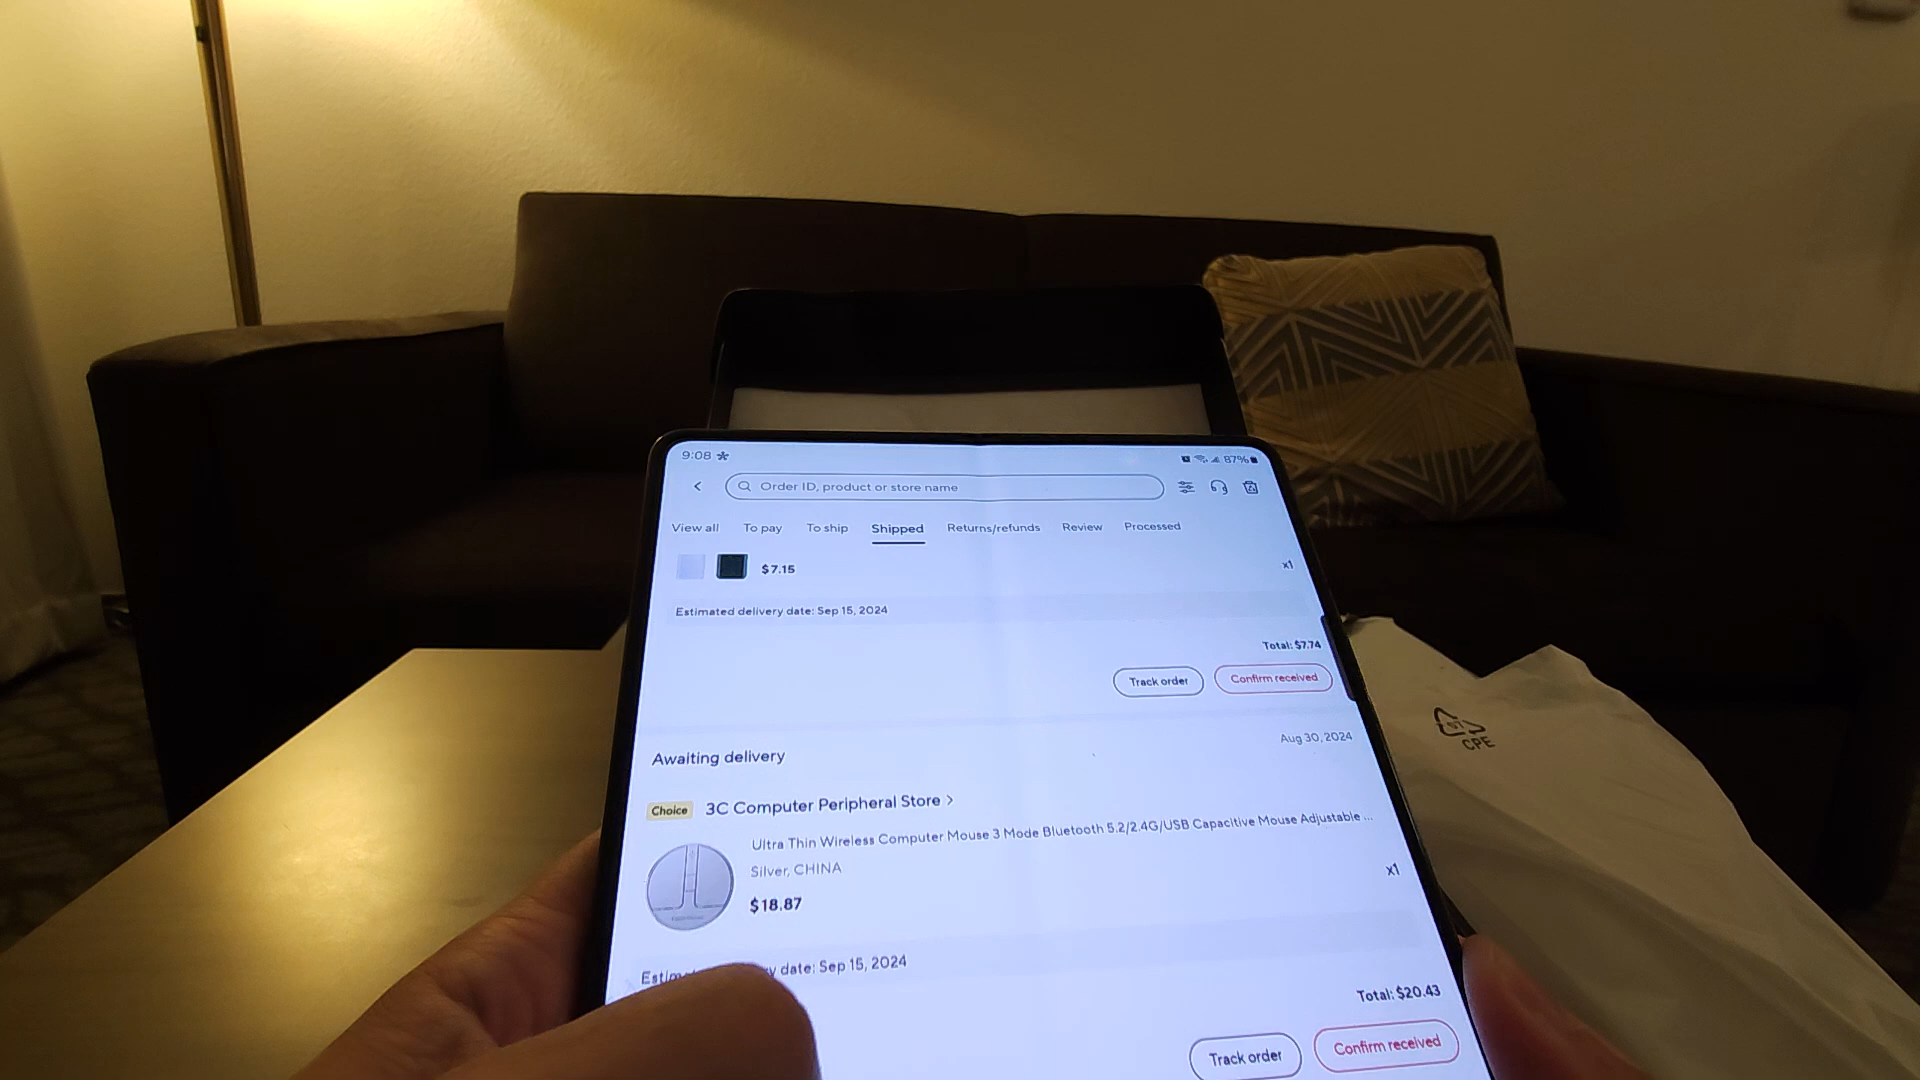 9:08
87%
Order ID, product or store name
View all To pay To ship Shipped Returns/refunds Review Processed
$7.15 x1
Estimated delivery date: Sep 15, 2024
Total: $7.74
Track order Confirm received
Awaiting delivery Aug 30, 2024
Choice 3C Computer Peripheral Store >
Ultra Thin Wireless Computer Mouse 3 Mode Bluetooth 5.2/2.4G/USB Capacitive Mouse Adjustable ...
Silver, CHINA x1
$18.87
date: Sep 15, 2024
Total: $20.43
Track order Confirm received
CPE